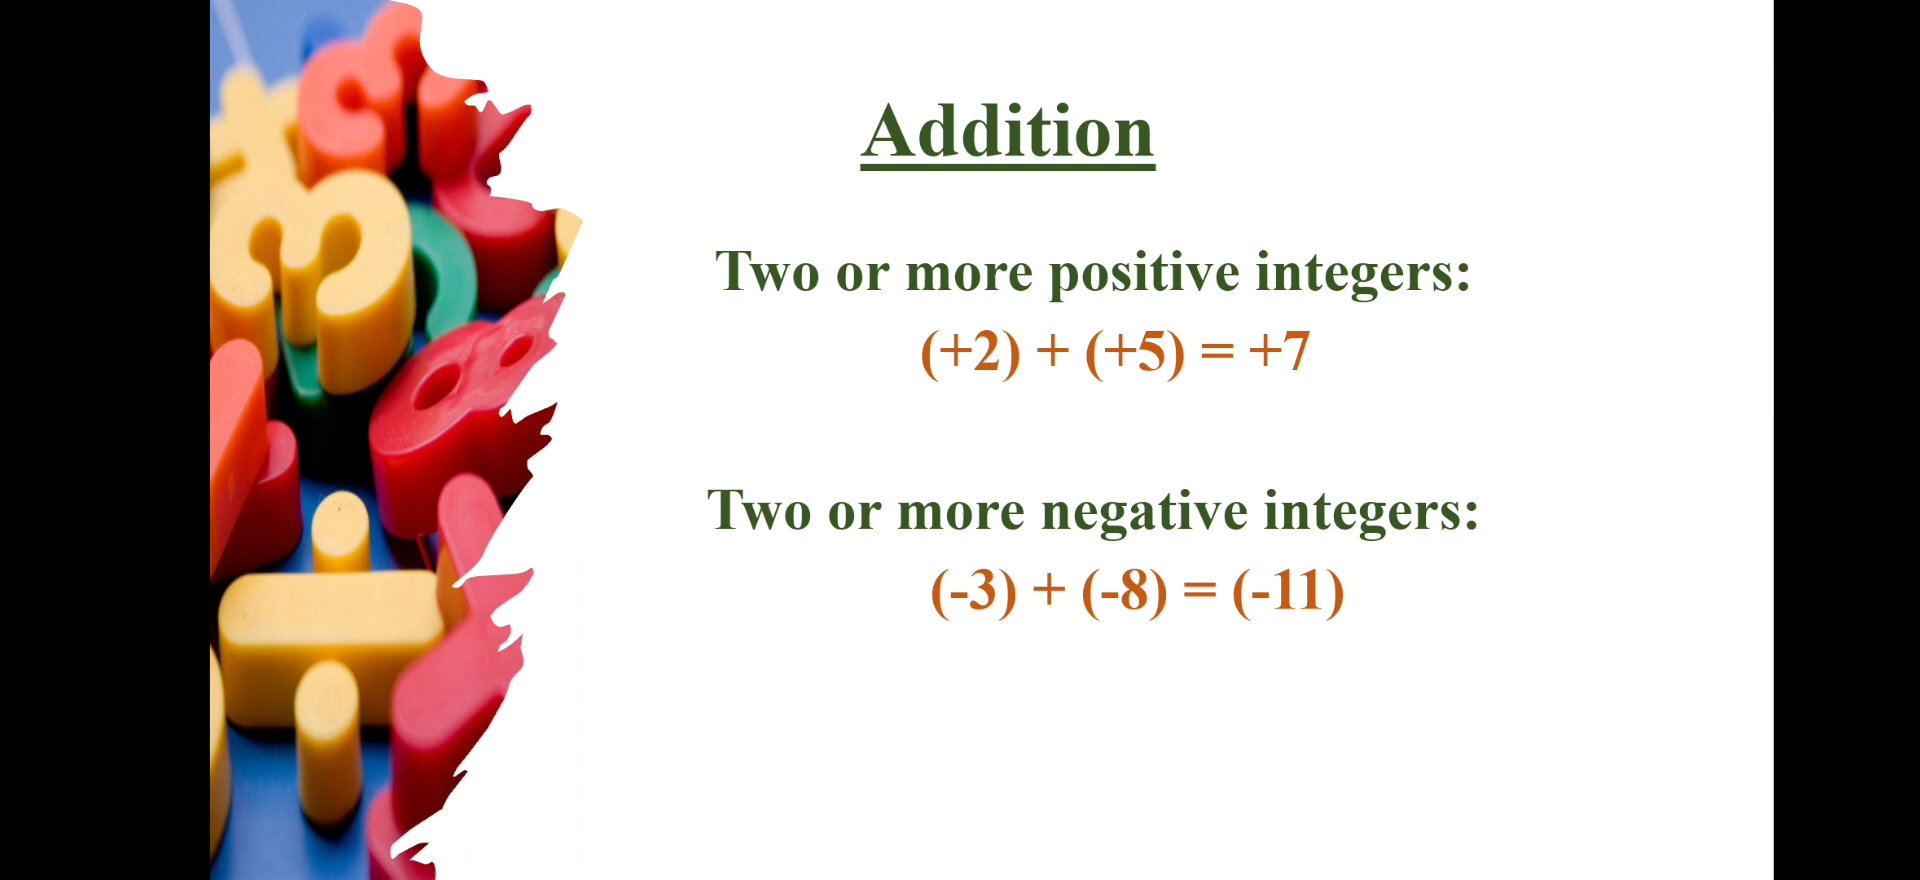 Addition
Two or more positive integers:
(+2) + (+5) = +7
Two or more negative integers:
(-3) + (-8) = (-11)